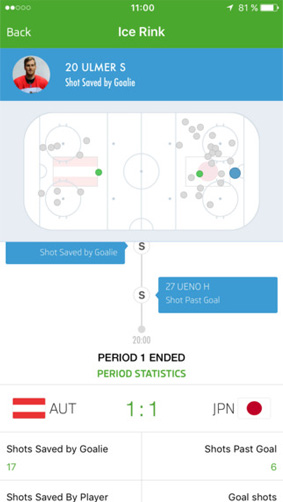 11:00
81 %
Back
Ice Rink
20 ULMER S
Shot Saved by Goalie
Shot Saved by Goalie
S
S
27 UENO H
Shot Past Goal
20:00
PERIOD 1 ENDED
PERIOD STATISTICS
AUT 1:1 JPN
Shots Saved by Goalie
17
Shots Past Goal
6
Shots Saved By Player
Goal shots